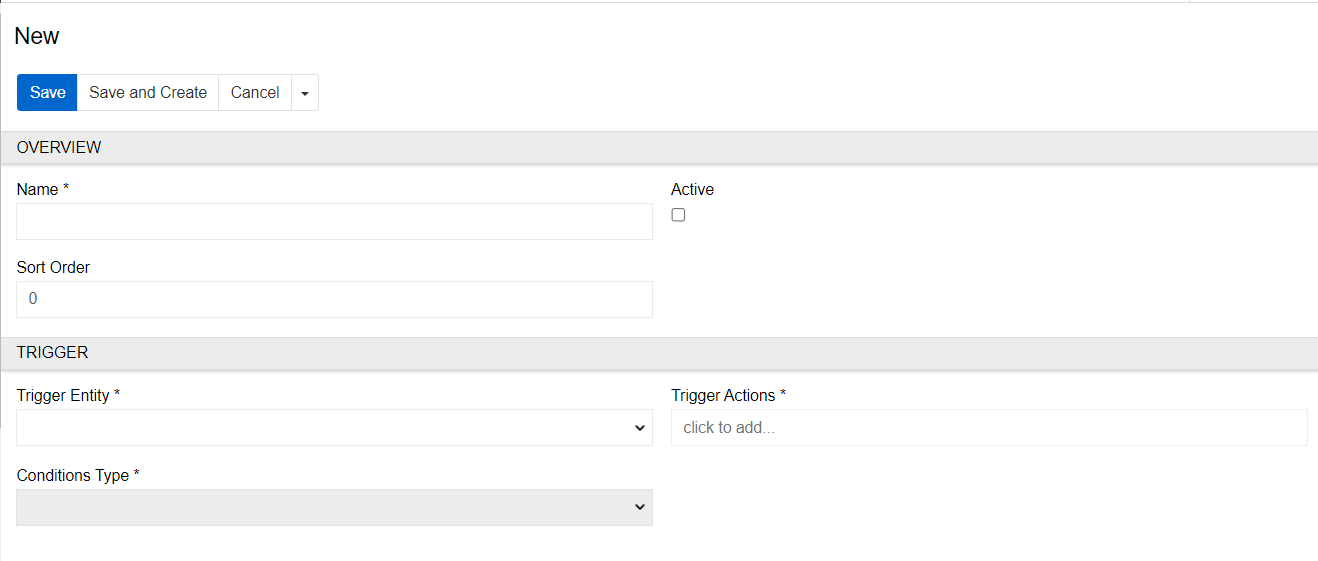 New
Save Save and Create Cancel
OVERVIEW
Name * Active
Sort Order
0
TRIGGER
Trigger Entity * Trigger Actions *
click to add...
Conditions Type *